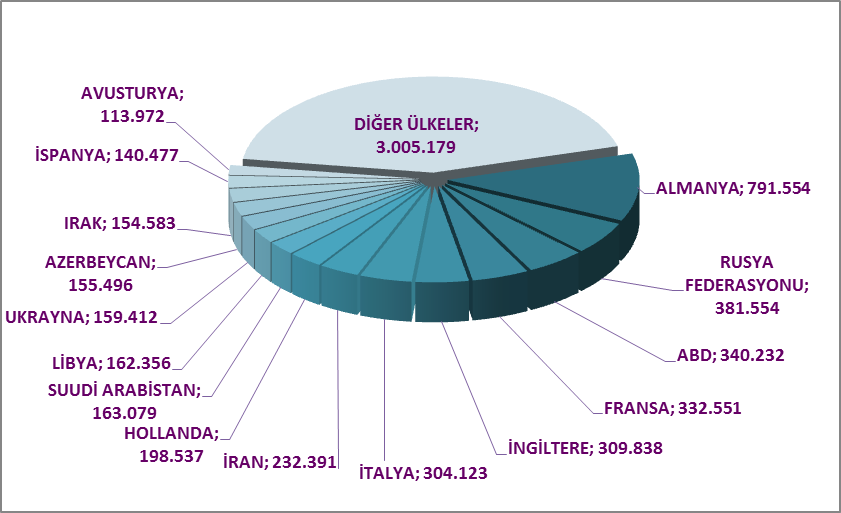 DİĞER ÜLKELER;
3.005.179
ALMANYA; 791.554
RUSYA
FEDERASYONU;
381.554
ABD; 340.232
FRANSA; 332.551
İNGİLTERE; 309.838
İTALYA; 304.123
İRAN; 232.391
HOLLANDA;
198.537
SUUDİ ARABİSTAN;
163.079
LİBYA; 162.356
UKRAYNA; 159.412
AZERBEYCAN;
155.496
IRAK; 154.583
İSPANYA; 140.477
AVUSTURYA;
113.972